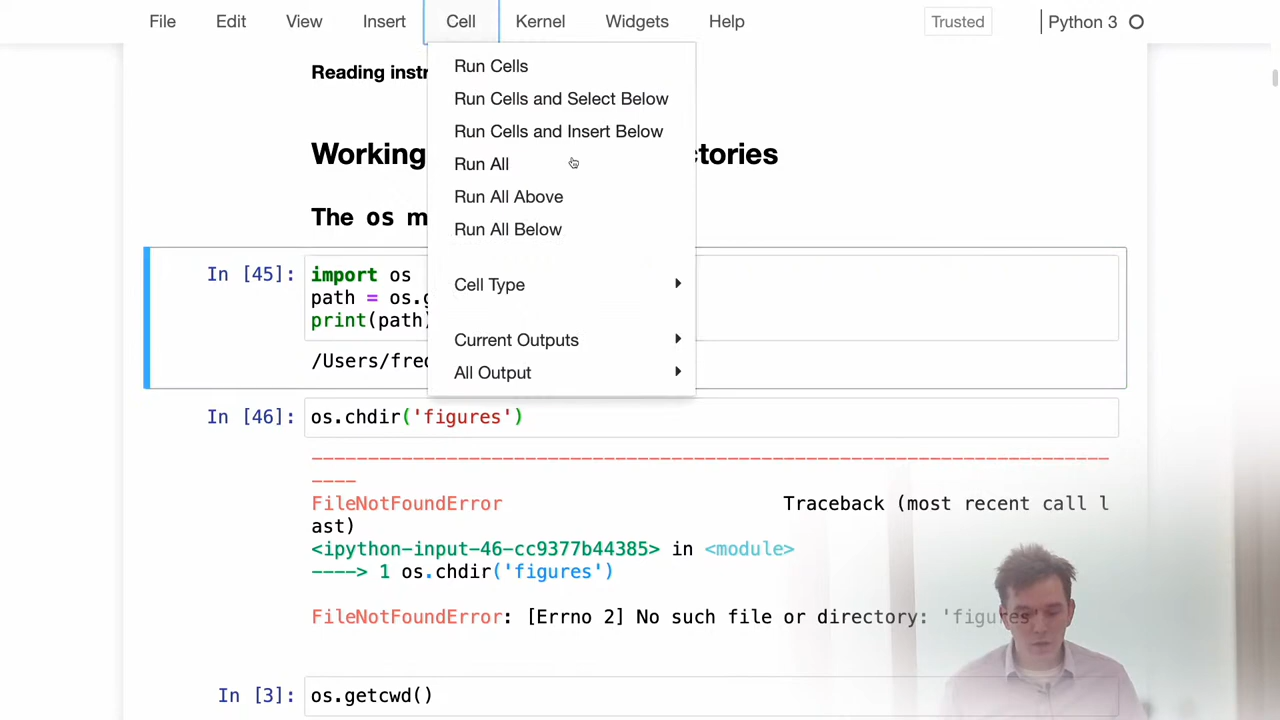 File Edit View Insert Cell Kernel Widgets Help Trusted Python 3
Run Cells
Reading instr
Run Cells and Select Below
Run Cells and Insert Below
Working ctories
Run All
Run All Above
The os m
Run All Below
In [45]: import os
Cell Type
path = os.g
print(path)
Current Outputs
/Users/fred
All Output
In [46]: os.chdir('figures')
--------------------------------------------------------------------------- 
----
FileNotFoundError Traceback (most recent call l
ast)
<ipython-input-46-cc9377b44385> in <module>
----> 1 os.chdir('figures')
FileNotFoundError: [Errno 2] No such file or directory: 'figures'
In [3]: os.getcwd()